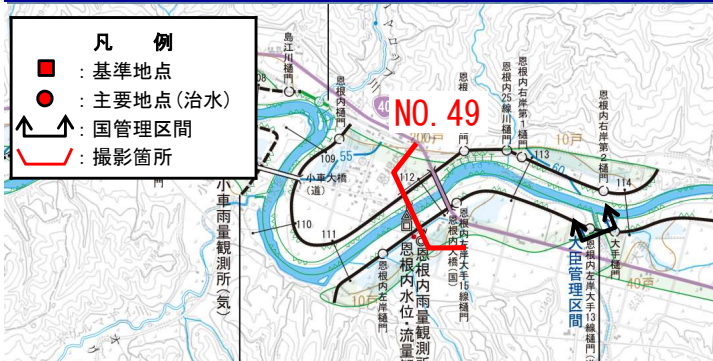 凡 例
：基準地点
：主要地点(治水)
：国管理区間
：撮影箇所
NO. 49
40
200戸
10戸
10戸
40戸
島江川樋門
恩根内樋門
55
109
小車大橋
(道)
小車雨量観測所(気)
110
111
112
113
114
60
恩根内25線川樋門
恩根内右岸第1樋門
恩根内右岸第2樋門
恩根内大橋(国)
恩根内左岸大手15線樋門
恩根内左岸樋門
恩根内雨量観測所
恩根内水位・流量
大臣管理区間
恩根内左岸大手13線樋門
大手樋門